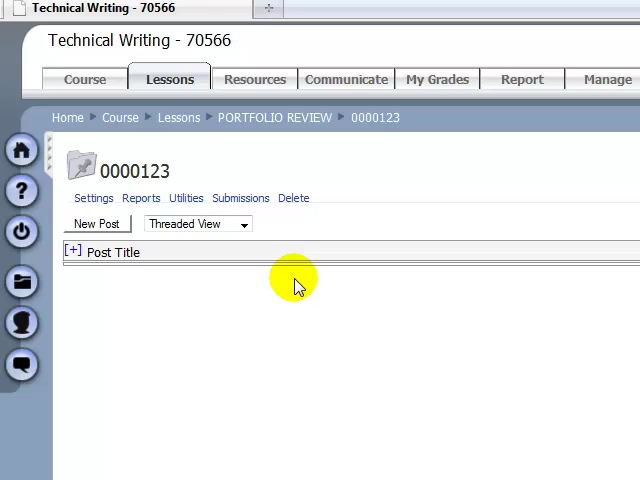 Technical Writing - 70566
Technical Writing - 70566
Course Lessons Resources Communicate My Grades Report Manage
Home Course Lessons PORTFOLIO REVIEW 0000123
0000123
Settings Reports Utilities Submissions Delete
New Post Threaded View
[+] Post Title